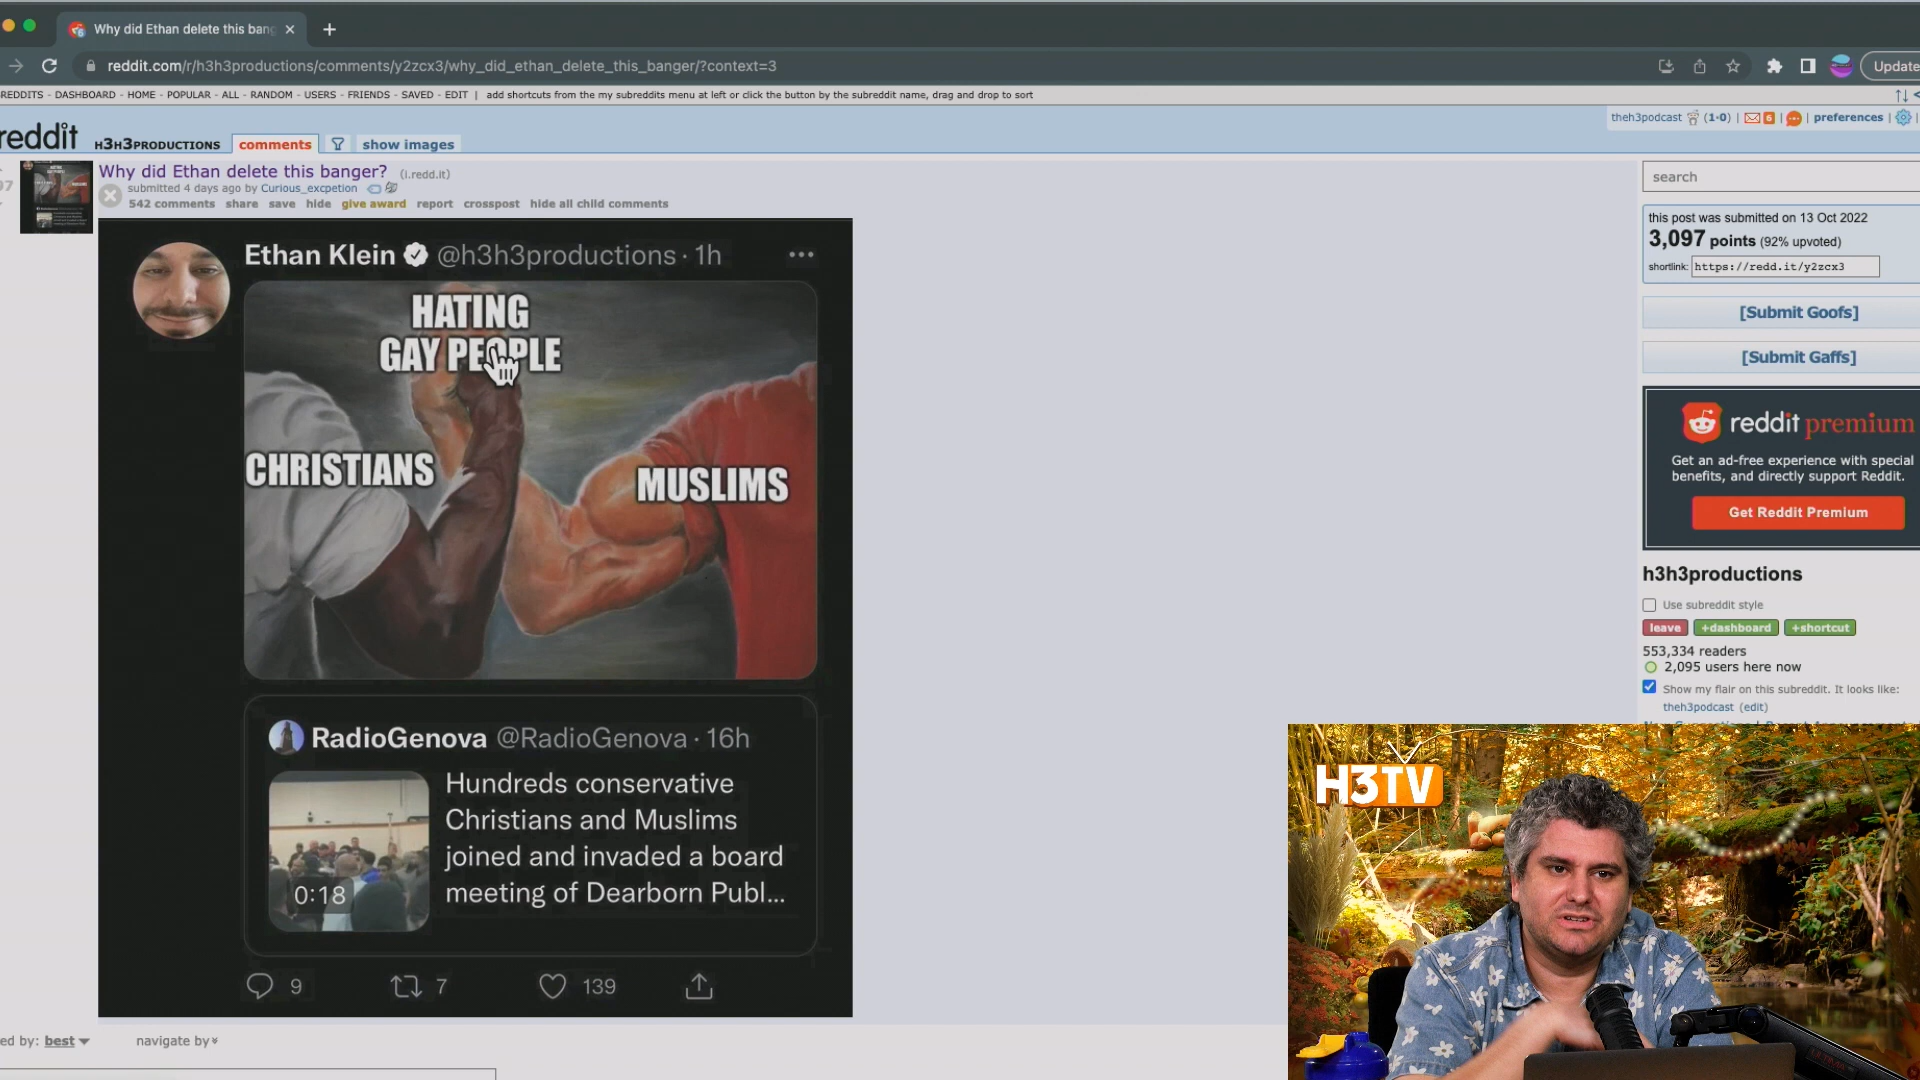 Why did Ethan delete this bang
reddit.com/r/h3h3productions/comments/y2zcx3/why_did_ethan_delete_this_banger/?context=3
Update
REDDITS - DASHBOARD - HOME - POPULAR - ALL - RANDOM - USERS - FRIENDS - SAVED - EDIT | add shortcuts from the my subreddits menu at left or click the button by the subreddit name, drag and drop to sort
theh3podcast (1·0) | 6 | | preferences |
reddit H3H3PRODUCTIONS comments show images
Why did Ethan delete this banger? (i.redd.it)
submitted 4 days ago by Curious_excpetion
542 comments share save hide give award report crosspost hide all child comments
97
search
this post was submitted on 13 Oct 2022
3,097 points (92% upvoted)
shortlink: https://redd.it/y2zcx3
[Submit Goofs]
[Submit Gaffs]
reddit premium
Get an ad-free experience with special
benefits, and directly support Reddit.
Get Reddit Premium
h3h3productions
Use subreddit style
leave +dashboard +shortcut
553,334 readers
2,095 users here now
Show my flair on this subreddit. It looks like:
theh3podcast (edit)
Ethan Klein @h3h3productions · 1h
HATING
GAY PEOPLE
CHRISTIANS
MUSLIMS
RadioGenova @RadioGenova · 16h
Hundreds conservative
Christians and Muslims
joined and invaded a board
meeting of Dearborn Publ...
0:18
9 7 139
ed by: best navigate by
H3TV